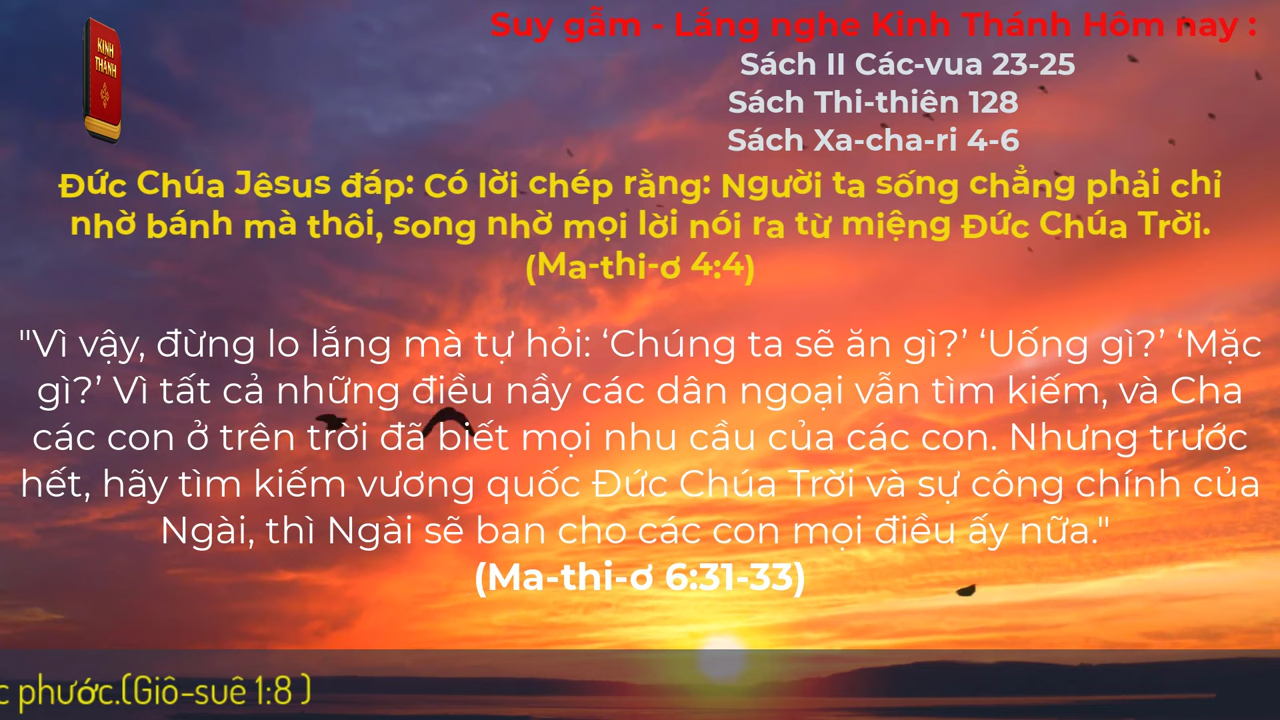 Suy gẫm - Lắng nghe Kinh Thánh Hôm nay :
KINH
THÁNH
Sách II Các-vua 23-25
Sách Thi-thiên 128
Sách Xa-cha-ri 4-6
Đức Chúa Jêsus đáp: Có lời chép rằng: Người ta sống chẳng phải chỉ
nhờ bánh mà thôi, song nhờ mọi lời nói ra từ miệng Đức Chúa Trời.
(Ma-thi-ơ 4:4)
"Vì vậy, đừng lo lắng mà tự hỏi: ‘Chúng ta sẽ ăn gì?’ ‘Uống gì?’ ‘Mặc
gì?’ Vì tất cả những điều nầy các dân ngoại vẫn tìm kiếm, và Cha
các con ở trên trời đã biết mọi nhu cầu của các con. Nhưng trước
hết, hãy tìm kiếm vương quốc Đức Chúa Trời và sự công chính của
Ngài, thì Ngài sẽ ban cho các con mọi điều ấy nữa."
(Ma-thi-ơ 6:31-33)
c phước.(Giô-suê 1:8 )